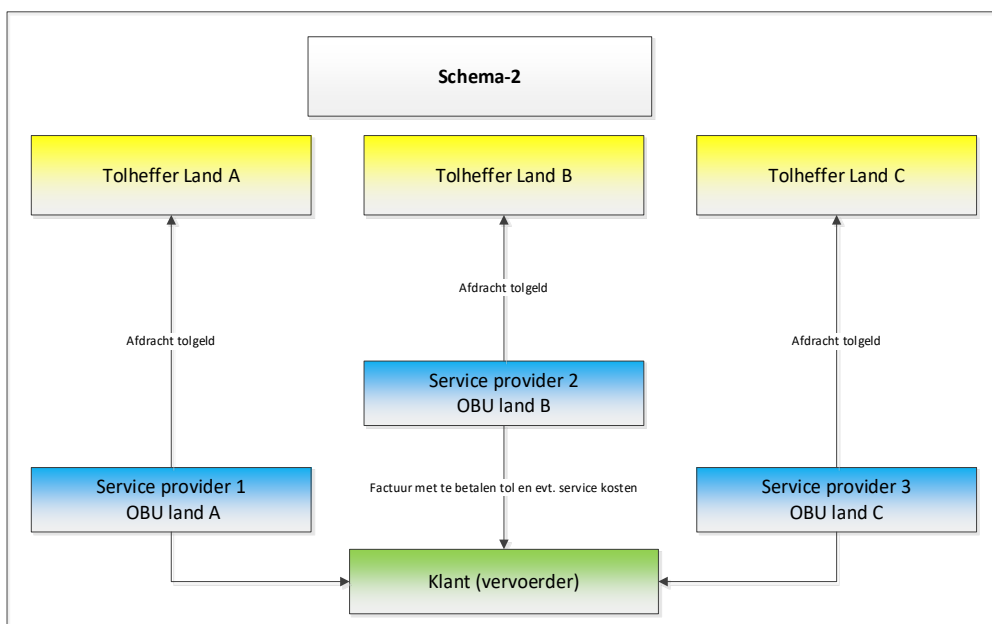 Schema-2
Tolheffer Land A
Tolheffer Land B
Tolheffer Land C
Afdracht tolgeld
Afdracht tolgeld
Afdracht tolgeld
Service provider 2
OBU land B
Service provider 1
OBU land A
Factuur met te betalen tol en evt. service kosten
Service provider 3
OBU land C
Klant (vervoerder)